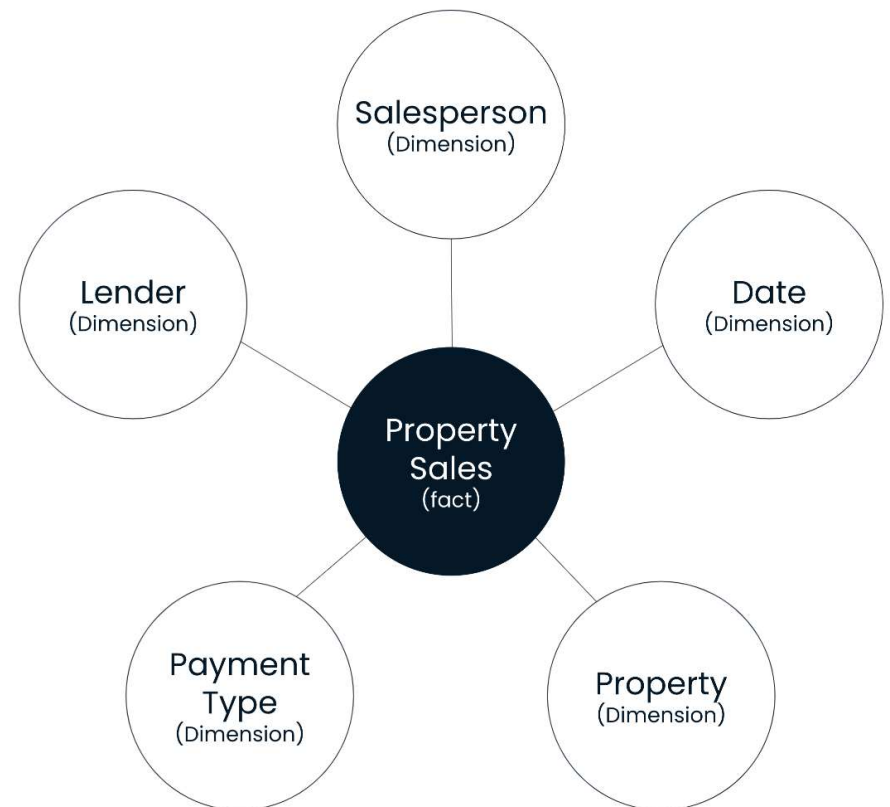 Salesperson
(Dimension)
Lender
(Dimension)
Date
(Dimension)
Property
Sales
(fact)
Payment
Type
(Dimension)
Property
(Dimension)